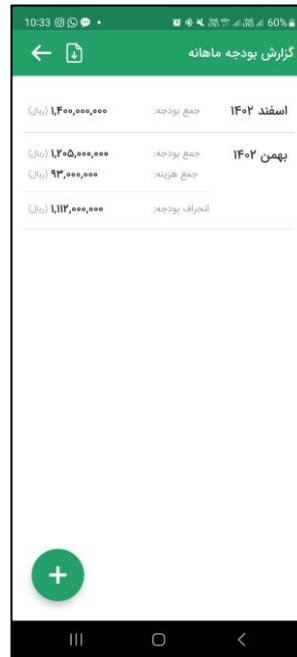 10:33 60%
گزارش بودجه ماهانه
اسفند ۱۴۰۲ جمع بودجه: ۱,۴۰۰,۰۰۰,۰۰۰ (ریال)
بهمن ۱۴۰۲ جمع بودجه: ۱,۲۰۵,۰۰۰,۰۰۰ (ریال)
جمع هزینه: ۹۳,۰۰۰,۰۰۰ (ریال)
انحراف بودجه: ۱,۱۱۲,۰۰۰,۰۰۰ (ریال)